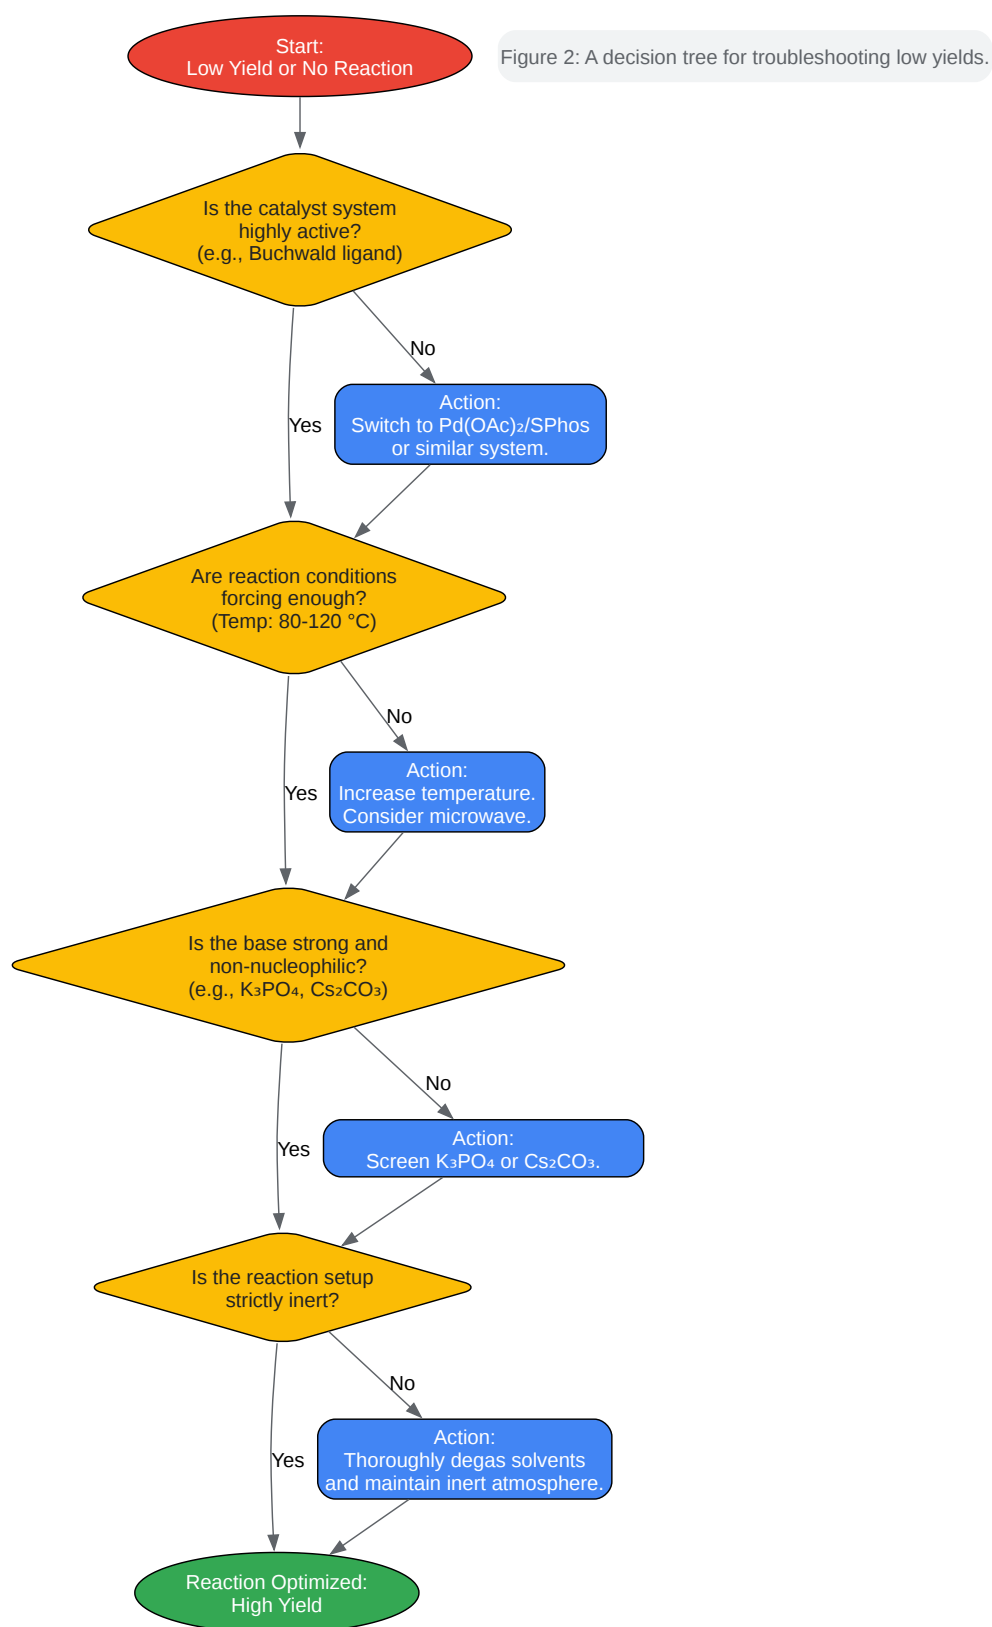 Start:
Low Yield or No Reaction
Figure 2: A decision tree for troubleshooting low yields.
Is the catalyst system
highly active?
(e.g., Buchwald ligand)
No
Action:
Switch to Pd(OAc)₂/SPhos
or similar system.
Yes
Are reaction conditions
forcing enough?
(Temp: 80-120 °C)
No
Action:
Increase temperature.
Consider microwave.
Yes
Is the base strong and
non-nucleophilic?
(e.g., K₃PO₄, Cs₂CO₃)
No
Action:
Screen K₃PO₄ or Cs₂CO₃.
Yes
Is the reaction setup
strictly inert?
No
Action:
Thoroughly degas solvents
and maintain inert atmosphere.
Yes
Reaction Optimized:
High Yield